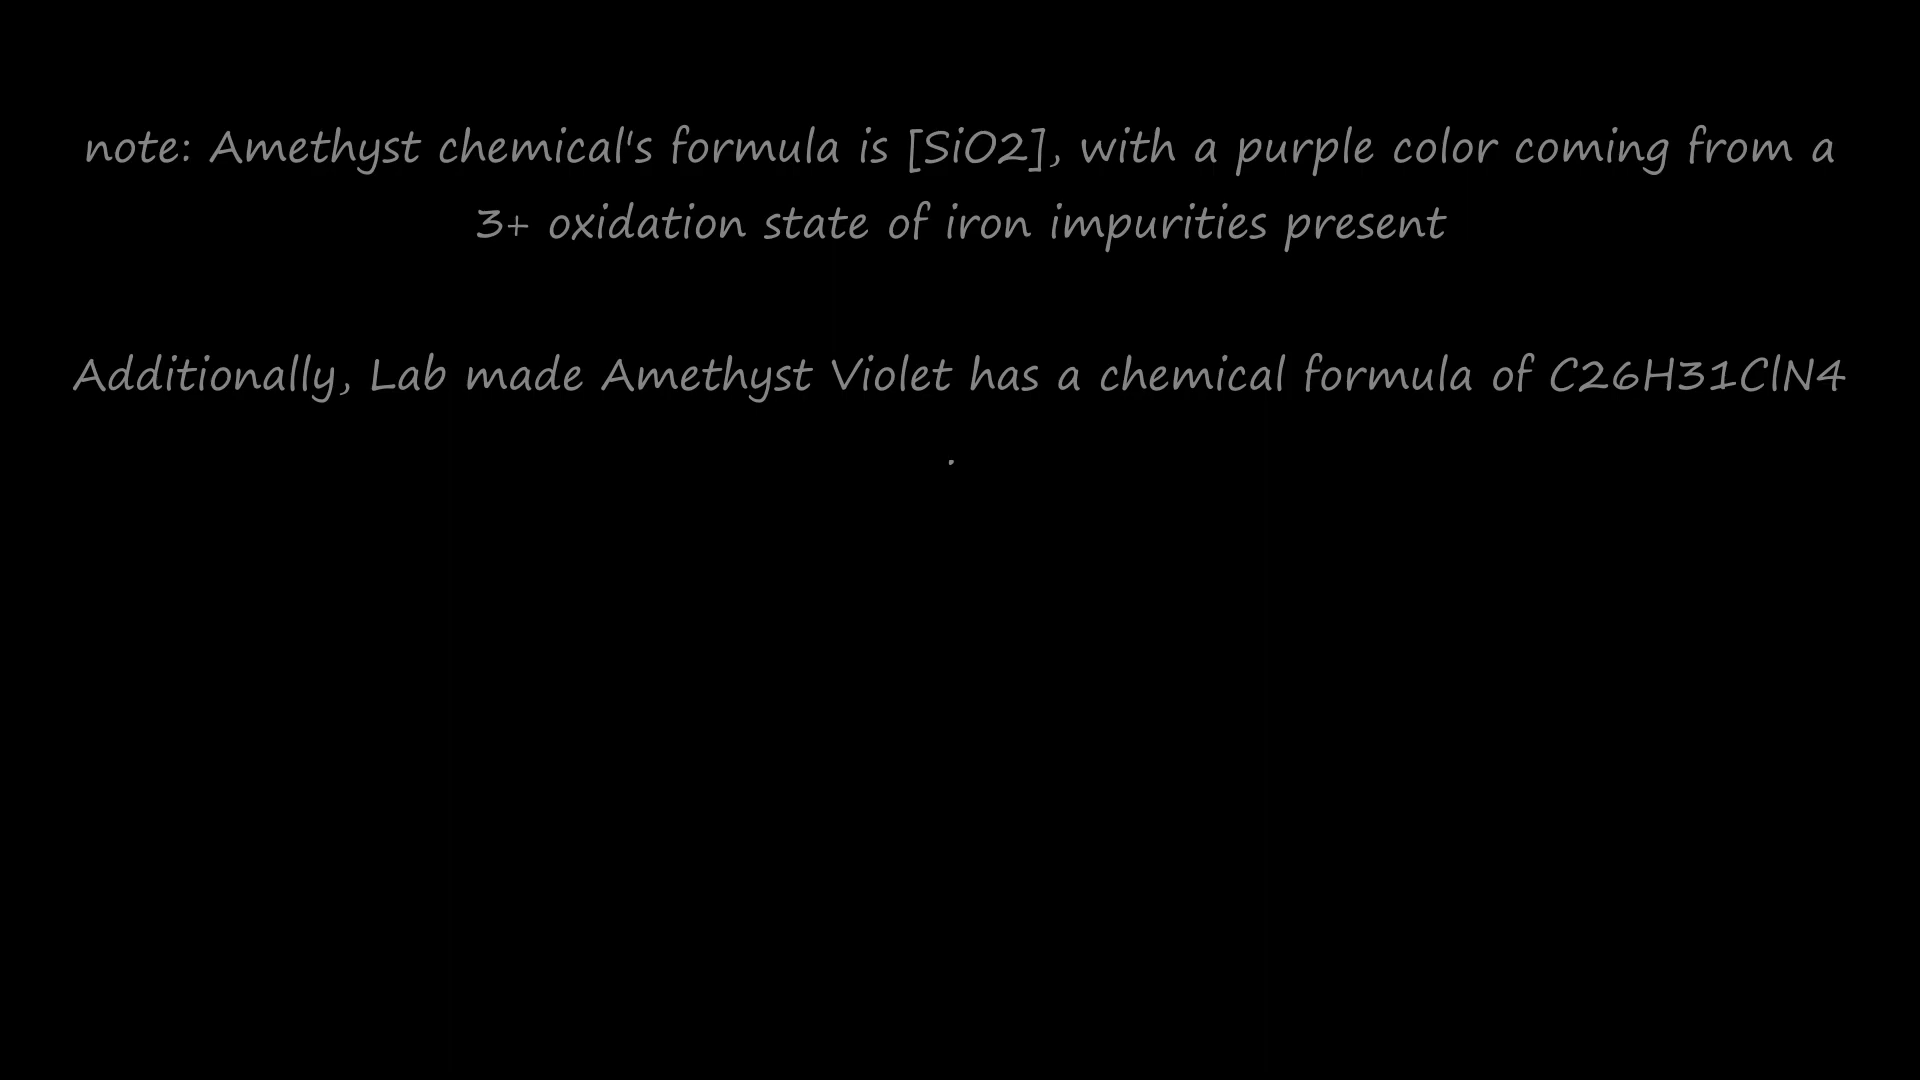 note: Amethyst chemical's formula is [SiO2], with a purple color coming from a
3+ oxidation state of iron impurities present
Additionally, Lab made Amethyst Violet has a chemical formula of C26H31ClN4
.